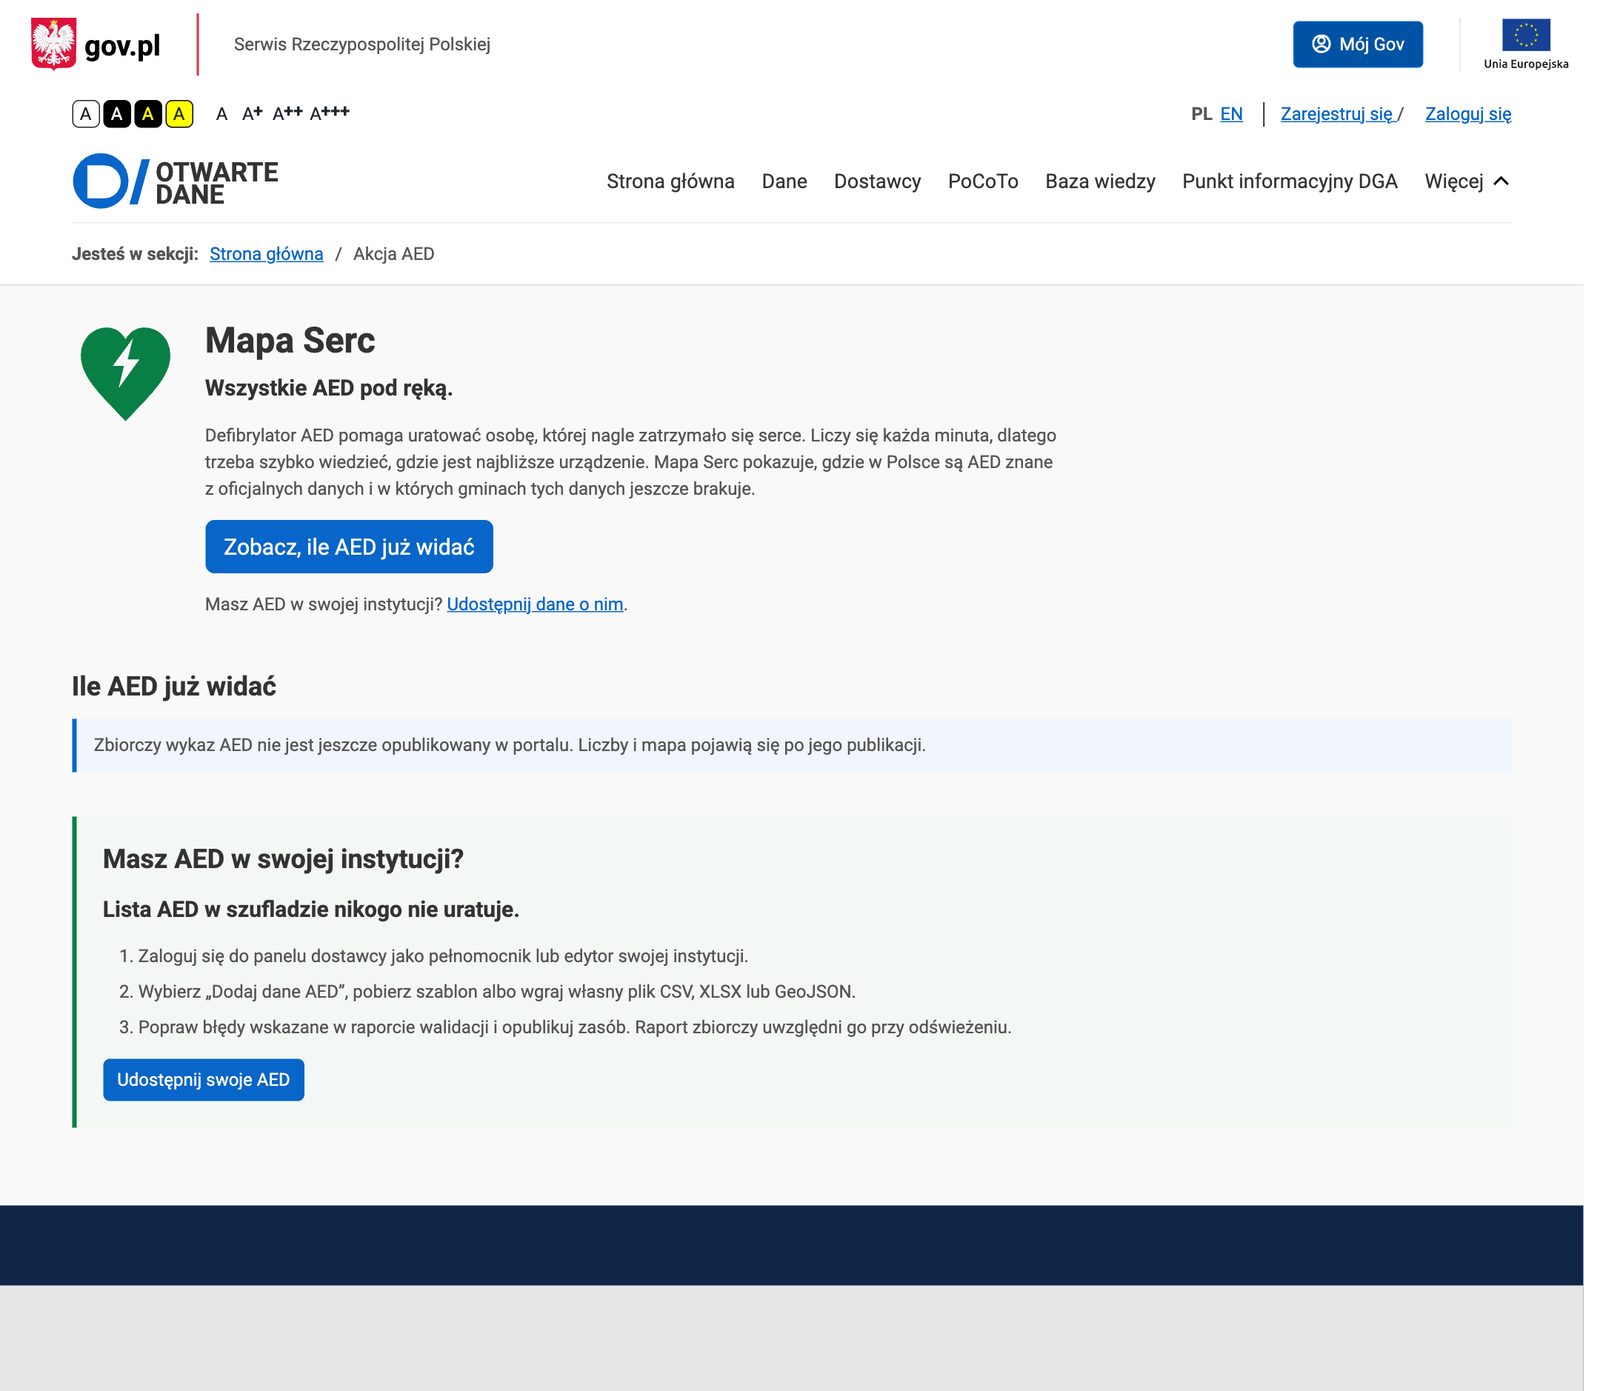 gov.pl
Serwis Rzeczypospolitej Polskiej
Mój Gov
Unia Europejska
A A A A A A+ A++ A+++
PL EN Zarejestruj się / Zaloguj się
OTWARTE
DANE
Strona główna Dane Dostawcy PoCoTo Baza wiedzy Punkt informacyjny DGA Więcej
Jesteś w sekcji: Strona główna / Akcja AED
Mapa Serc
Wszystkie AED pod ręką.
Defibrylator AED pomaga uratować osobę, której nagle zatrzymało się serce. Liczy się każda minuta, dlatego
trzeba szybko wiedzieć, gdzie jest najbliższe urządzenie. Mapa Serc pokazuje, gdzie w Polsce są AED znane
z oficjalnych danych i w których gminach tych danych jeszcze brakuje.
Zobacz, ile AED już widać
Masz AED w swojej instytucji? Udostępnij dane o nim.
Ile AED już widać
Zbiorczy wykaz AED nie jest jeszcze opublikowany w portalu. Liczby i mapa pojawią się po jego publikacji.
Masz AED w swojej instytucji?
Lista AED w szufladzie nikogo nie uratuje.
1. Zaloguj się do panelu dostawcy jako pełnomocnik lub edytor swojej instytucji.
2. Wybierz „Dodaj dane AED”, pobierz szablon albo wgraj własny plik CSV, XLSX lub GeoJSON.
3. Popraw błędy wskazane w raporcie walidacji i opublikuj zasób. Raport zbiorczy uwzględni go przy odświeżeniu.
Udostępnij swoje AED